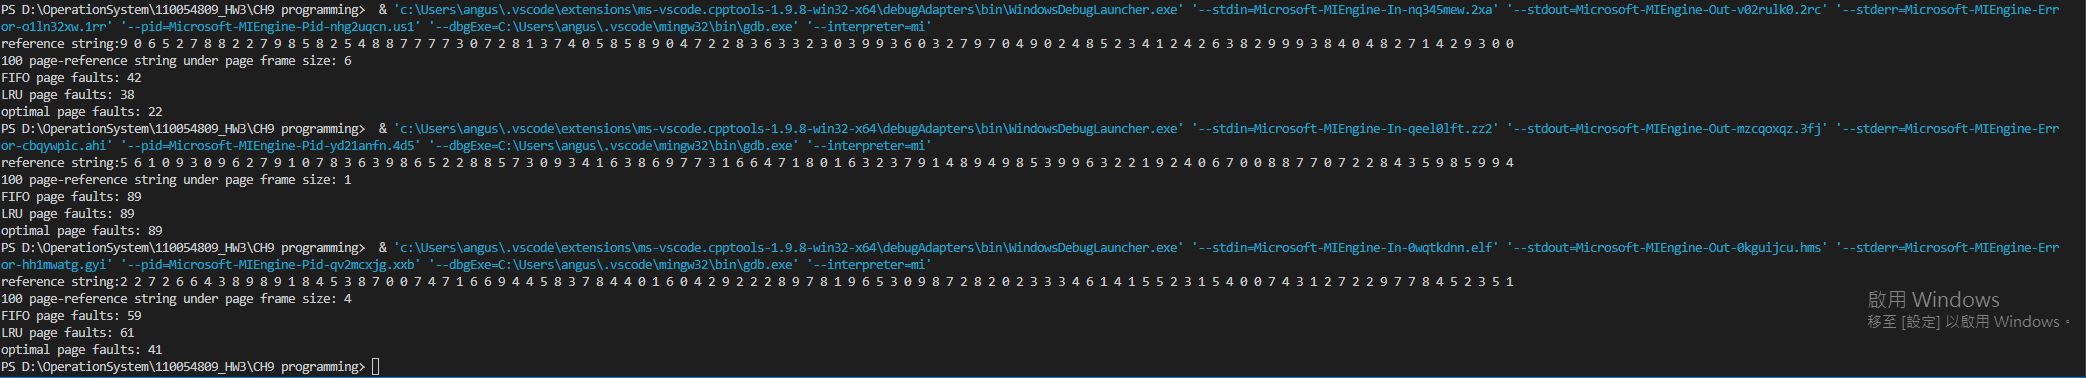 PS D:\OperationSystem\110054809_HW3\CH9 programming>  & 'c:\Users\angus\.vscode\extensions\ms-vscode.cpptools-1.9.8-win32-x64\debugAdapters\bin\WindowsDebugLauncher.exe' '--stdin=Microsoft-MIEngine-In-nq345mew.2xa' '--stdout=Microsoft-MIEngine-Out-v02rulk0.2rc' '--stderr=Microsoft-MIEngine-Err
or-o1ln32xw.1rr' '--pid=Microsoft-MIEngine-Pid-nhg2uqcn.us1' '--dbgExe=C:\Users\angus\.vscode\mingw32\bin\gdb.exe' '--interpreter=mi'
reference string:9 0 6 5 2 7 8 8 2 2 7 9 8 5 8 2 5 4 8 8 7 7 7 7 3 0 7 2 8 1 3 7 4 0 5 8 5 8 9 0 4 7 2 2 8 3 6 3 3 2 3 0 3 9 9 3 6 0 3 2 7 9 7 0 4 9 0 2 4 8 5 2 3 4 1 2 4 2 6 3 8 2 9 9 9 3 8 4 0 4 8 2 7 1 4 2 9 3 0 0
100 page-reference string under page frame size: 6
FIFO page faults: 42
LRU page faults: 38
optimal page faults: 22
PS D:\OperationSystem\110054809_HW3\CH9 programming>  & 'c:\Users\angus\.vscode\extensions\ms-vscode.cpptools-1.9.8-win32-x64\debugAdapters\bin\WindowsDebugLauncher.exe' '--stdin=Microsoft-MIEngine-In-qeel0lft.zz2' '--stdout=Microsoft-MIEngine-Out-mzcqoxqz.3fj' '--stderr=Microsoft-MIEngine-Err
or-cbqywpic.ahi' '--pid=Microsoft-MIEngine-Pid-yd21anfn.4d5' '--dbgExe=C:\Users\angus\.vscode\mingw32\bin\gdb.exe' '--interpreter=mi'
reference string:5 6 1 0 9 3 0 9 6 2 7 9 1 0 7 8 3 6 3 9 8 6 5 2 2 8 8 5 7 3 0 9 3 4 1 6 3 8 6 9 7 7 3 1 6 6 4 7 1 8 0 1 6 3 2 3 7 9 1 4 8 9 4 9 8 5 3 9 9 6 3 2 2 1 9 2 4 0 6 7 0 0 8 8 7 7 0 7 2 2 8 4 3 5 9 8 5 9 9 4
100 page-reference string under page frame size: 1
FIFO page faults: 89
LRU page faults: 89
optimal page faults: 89
PS D:\OperationSystem\110054809_HW3\CH9 programming>  & 'c:\Users\angus\.vscode\extensions\ms-vscode.cpptools-1.9.8-win32-x64\debugAdapters\bin\WindowsDebugLauncher.exe' '--stdin=Microsoft-MIEngine-In-0wqtkdnn.elf' '--stdout=Microsoft-MIEngine-Out-0kguijcu.hms' '--stderr=Microsoft-MIEngine-Err
or-hh1mwatg.gyi' '--pid=Microsoft-MIEngine-Pid-qv2mcxjg.xxb' '--dbgExe=C:\Users\angus\.vscode\mingw32\bin\gdb.exe' '--interpreter=mi'
reference string:2 2 7 2 6 6 4 3 8 9 8 9 1 8 4 5 3 8 7 0 0 7 4 7 1 6 6 9 4 4 5 8 3 7 8 4 4 0 1 6 0 4 2 9 2 2 2 8 9 7 8 1 9 6 5 3 0 9 8 7 2 8 2 0 2 3 3 3 4 6 1 4 1 5 5 2 3 1 5 4 0 0 7 4 3 1 2 7 2 2 9 7 7 8 4 5 2 3 5 1
100 page-reference string under page frame size: 4
FIFO page faults: 59
LRU page faults: 61
optimal page faults: 41
PS D:\OperationSystem\110054809_HW3\CH9 programming>
啟用 Windows
移至 [設定] 以啟用 Windows。